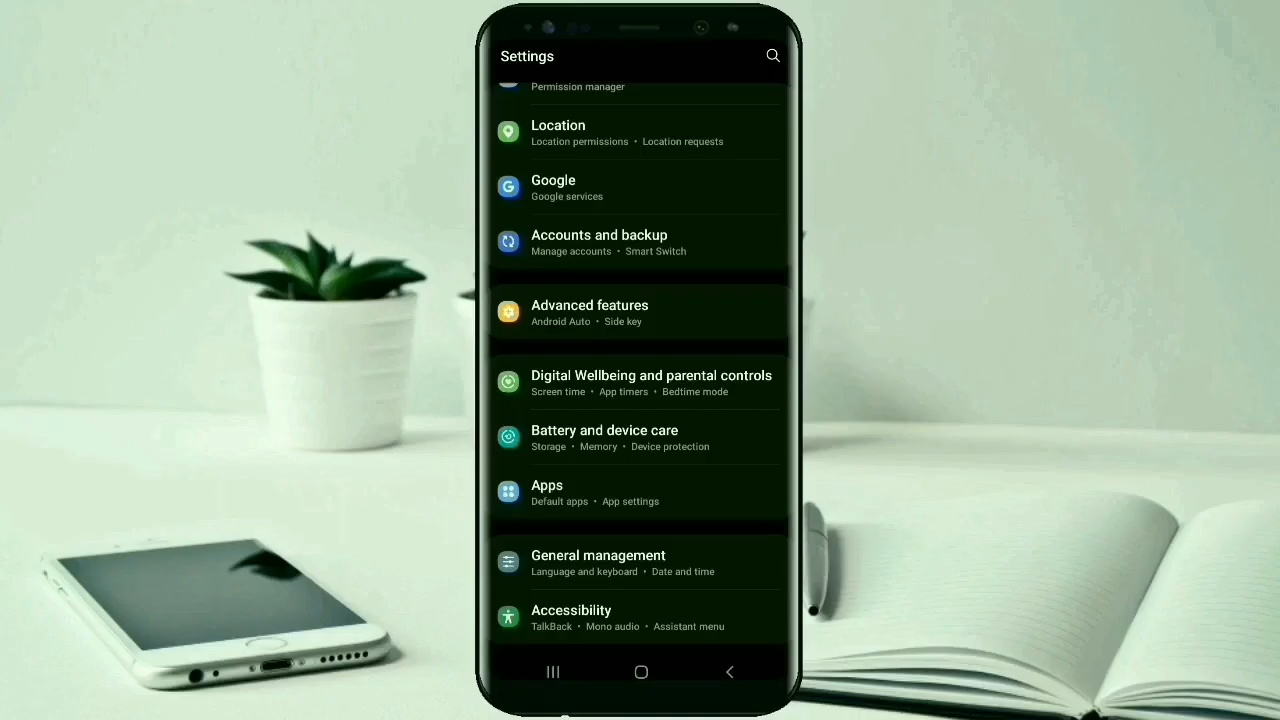 Settings
Permission manager
Location
Location permissions • Location requests
Google
Google services
Accounts and backup
Manage accounts • Smart Switch
Advanced features
Android Auto • Side key
Digital Wellbeing and parental controls
Screen time • App timers • Bedtime mode
Battery and device care
Storage • Memory • Device protection
Apps
Default apps • App settings
General management
Language and keyboard • Date and time
Accessibility
TalkBack • Mono audio • Assistant menu